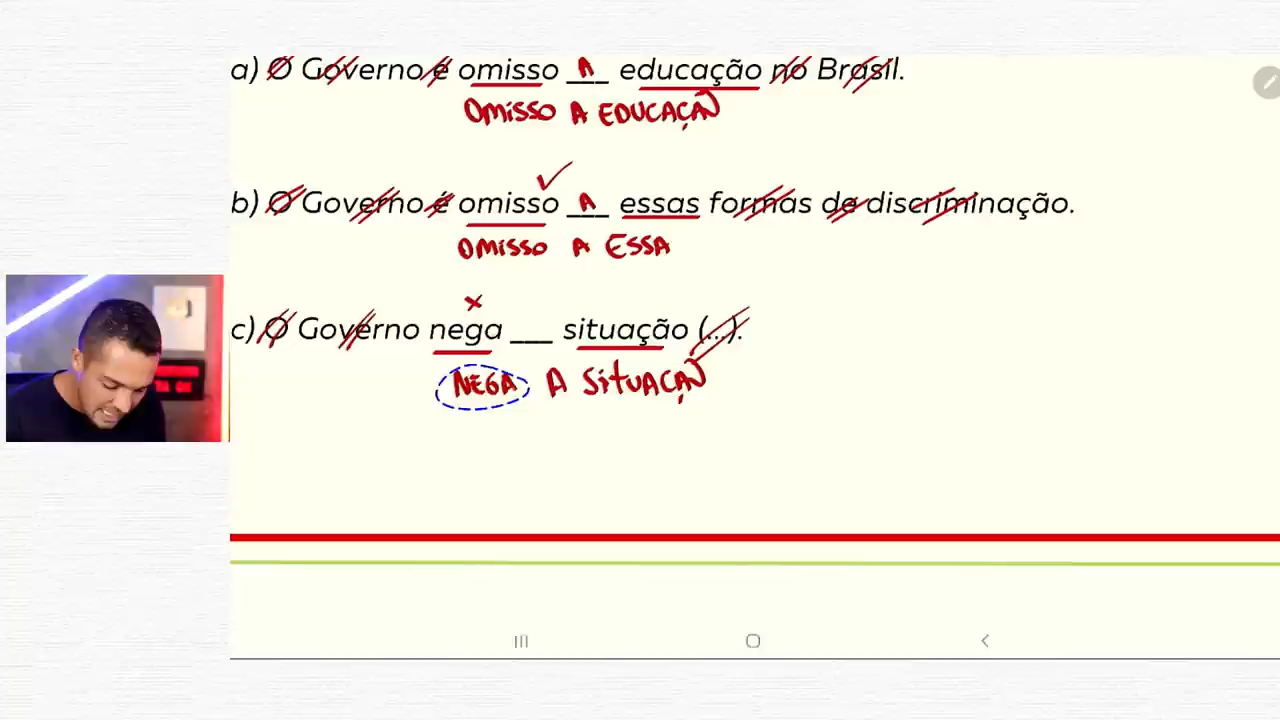 a) O Governo é omisso _A_ educação no Brasil.
OMISSO A EDUCAÇÃO
b) O Governo é omisso _A_ essas formas de discriminação.
OMISSO A ESSA
c) O Governo nega ___ situação (...).
NEGA A SITUAÇÃO